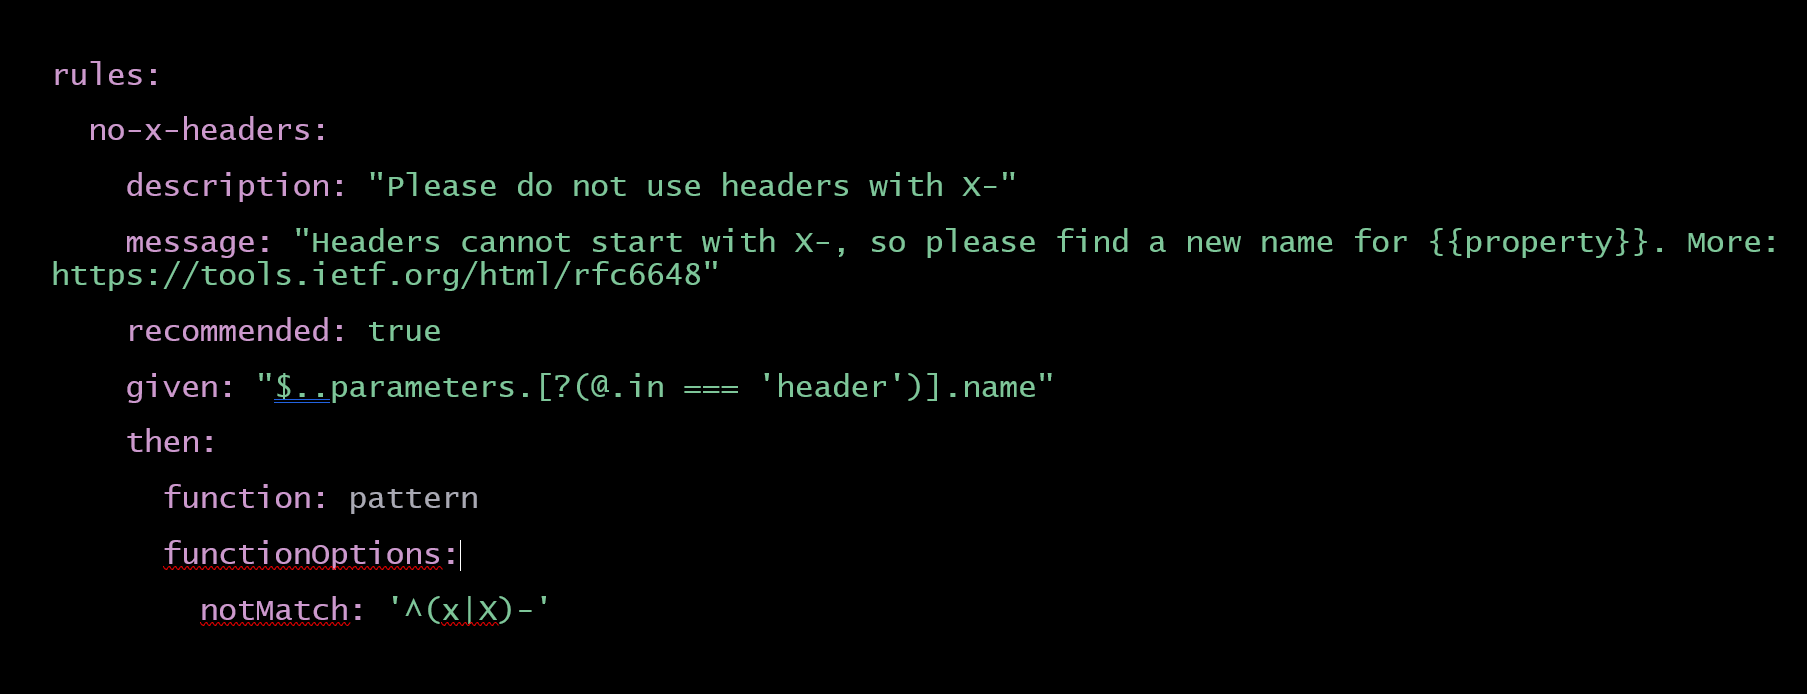 rules:
  no-x-headers:
    description: "Please do not use headers with X-"
    message: "Headers cannot start with X-, so please find a new name for {{property}}. More:
https://tools.ietf.org/html/rfc6648"
    recommended: true
    given: "$..parameters.[?(@.in === 'header')].name"
    then:
      function: pattern
      functionOptions:
        notMatch: '^(x|X)-'